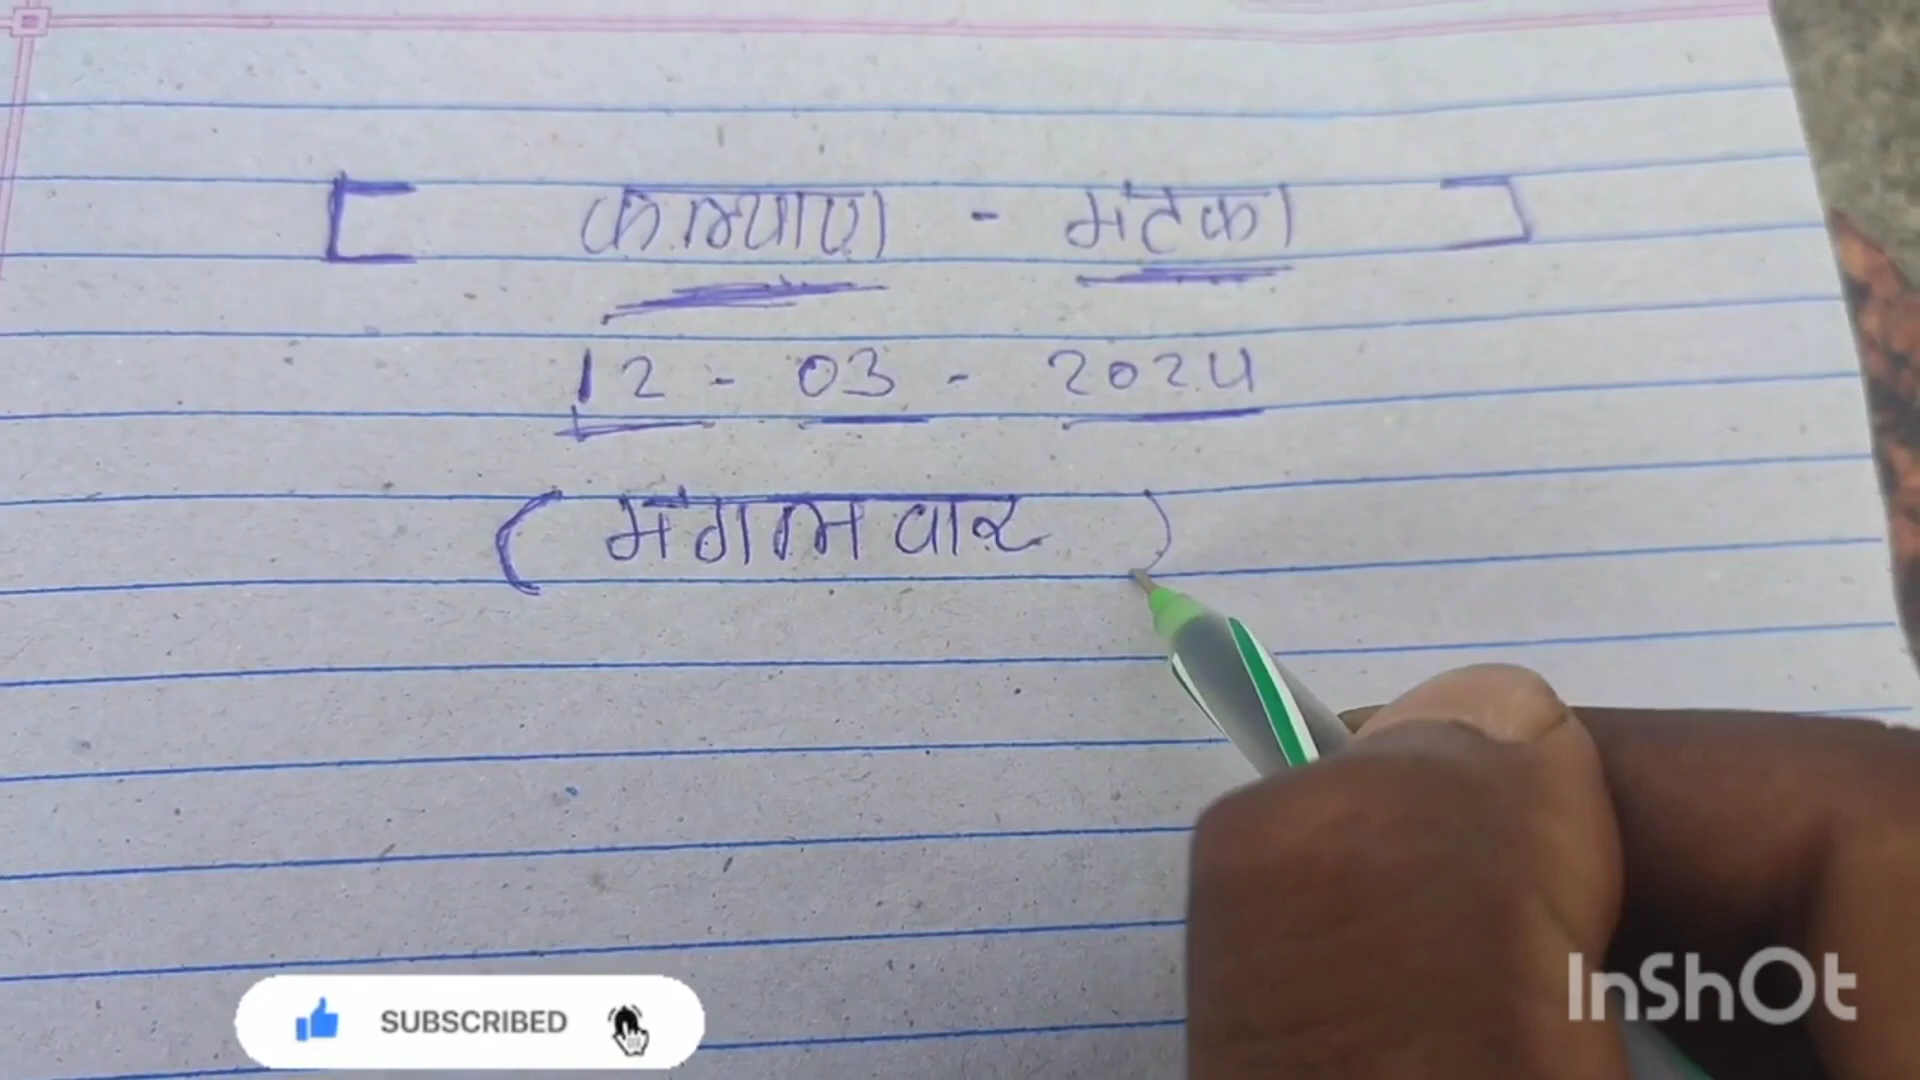 [ कल्याण - मटका ]
12 - 03 - 2024
( मंगलवार )
SUBSCRIBED
InShOt